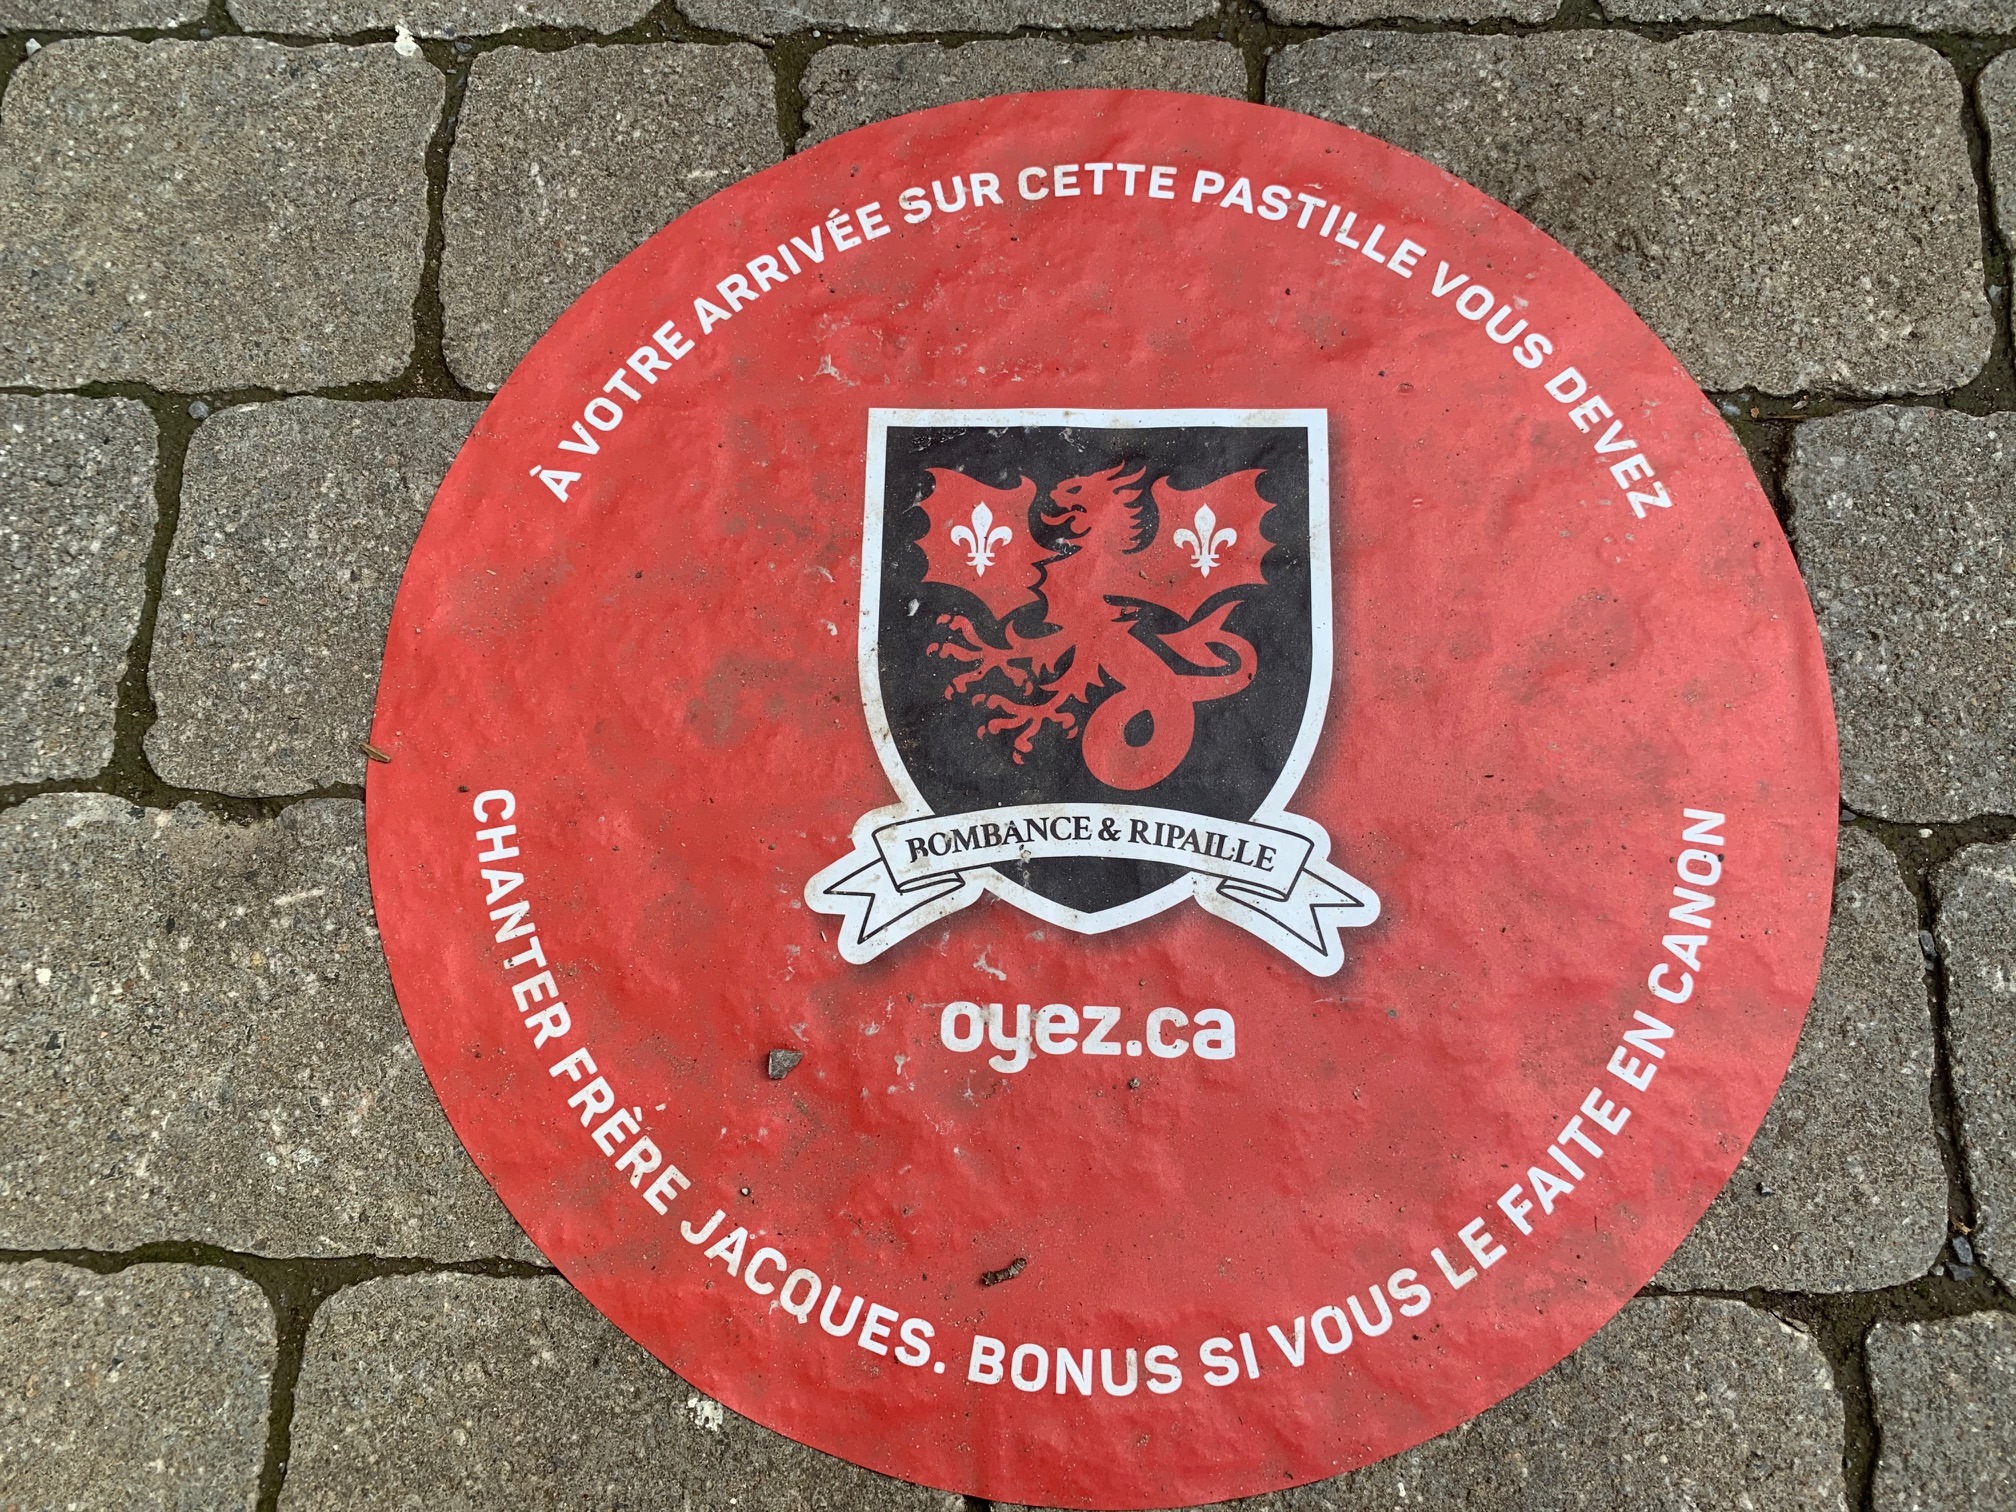 À VOTRE ARRIVÉE SUR CETTE PASTILLE VOUS DEVEZ
BOMBANCE & RIPAILLE
oyez.ca
CHANTER FRÈRE JACQUES. BONUS SI VOUS LE FAITE EN CANON